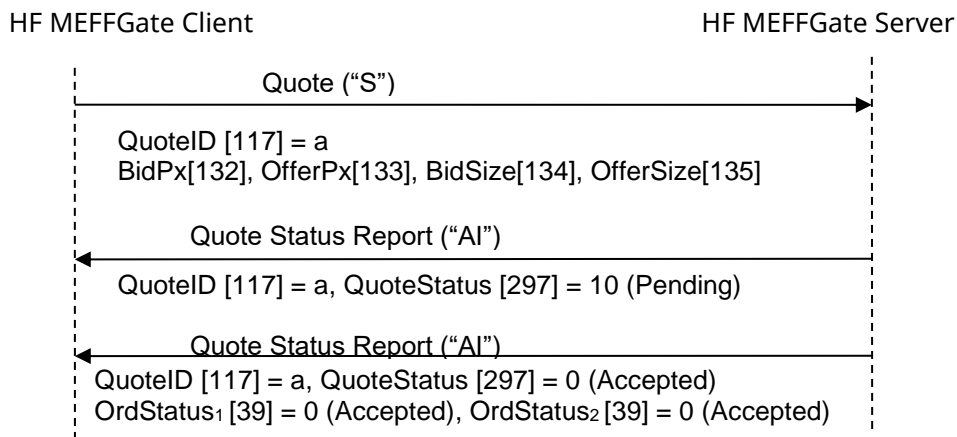 HF MEFFGate Client HF MEFFGate Server
Quote (“S”)
QuoteID [117] = a
BidPx[132], OfferPx[133], BidSize[134], OfferSize[135]
Quote Status Report (“AI”)
QuoteID [117] = a, QuoteStatus [297] = 10 (Pending)
Quote Status Report (“AI”)
QuoteID [117] = a, QuoteStatus [297] = 0 (Accepted)
OrdStatus₁ [39] = 0 (Accepted), OrdStatus₂ [39] = 0 (Accepted)